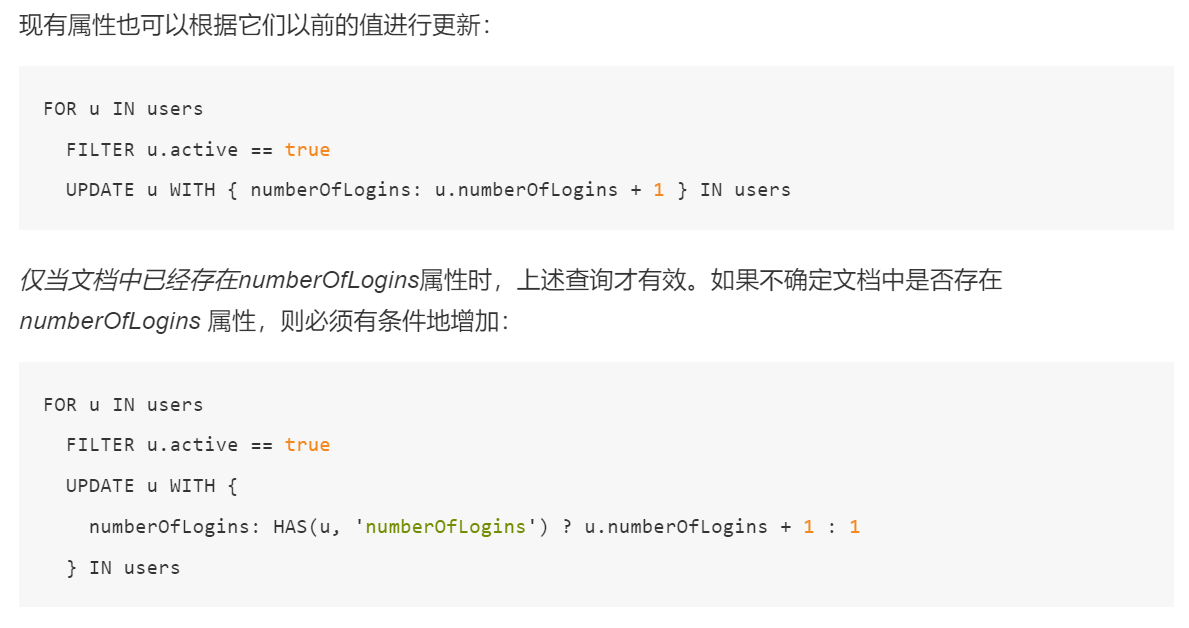 现有属性也可以根据它们以前的值进行更新：
FOR u IN users
  FILTER u.active == true
  UPDATE u WITH { numberOfLogins: u.numberOfLogins + 1 } IN users
仅当文档中已经存在numberOfLogins属性时，上述查询才有效。如果不确定文档中是否存在
numberOfLogins 属性，则必须有条件地增加：
FOR u IN users
  FILTER u.active == true
  UPDATE u WITH {
    numberOfLogins: HAS(u, 'numberOfLogins') ? u.numberOfLogins + 1 : 1
  } IN users